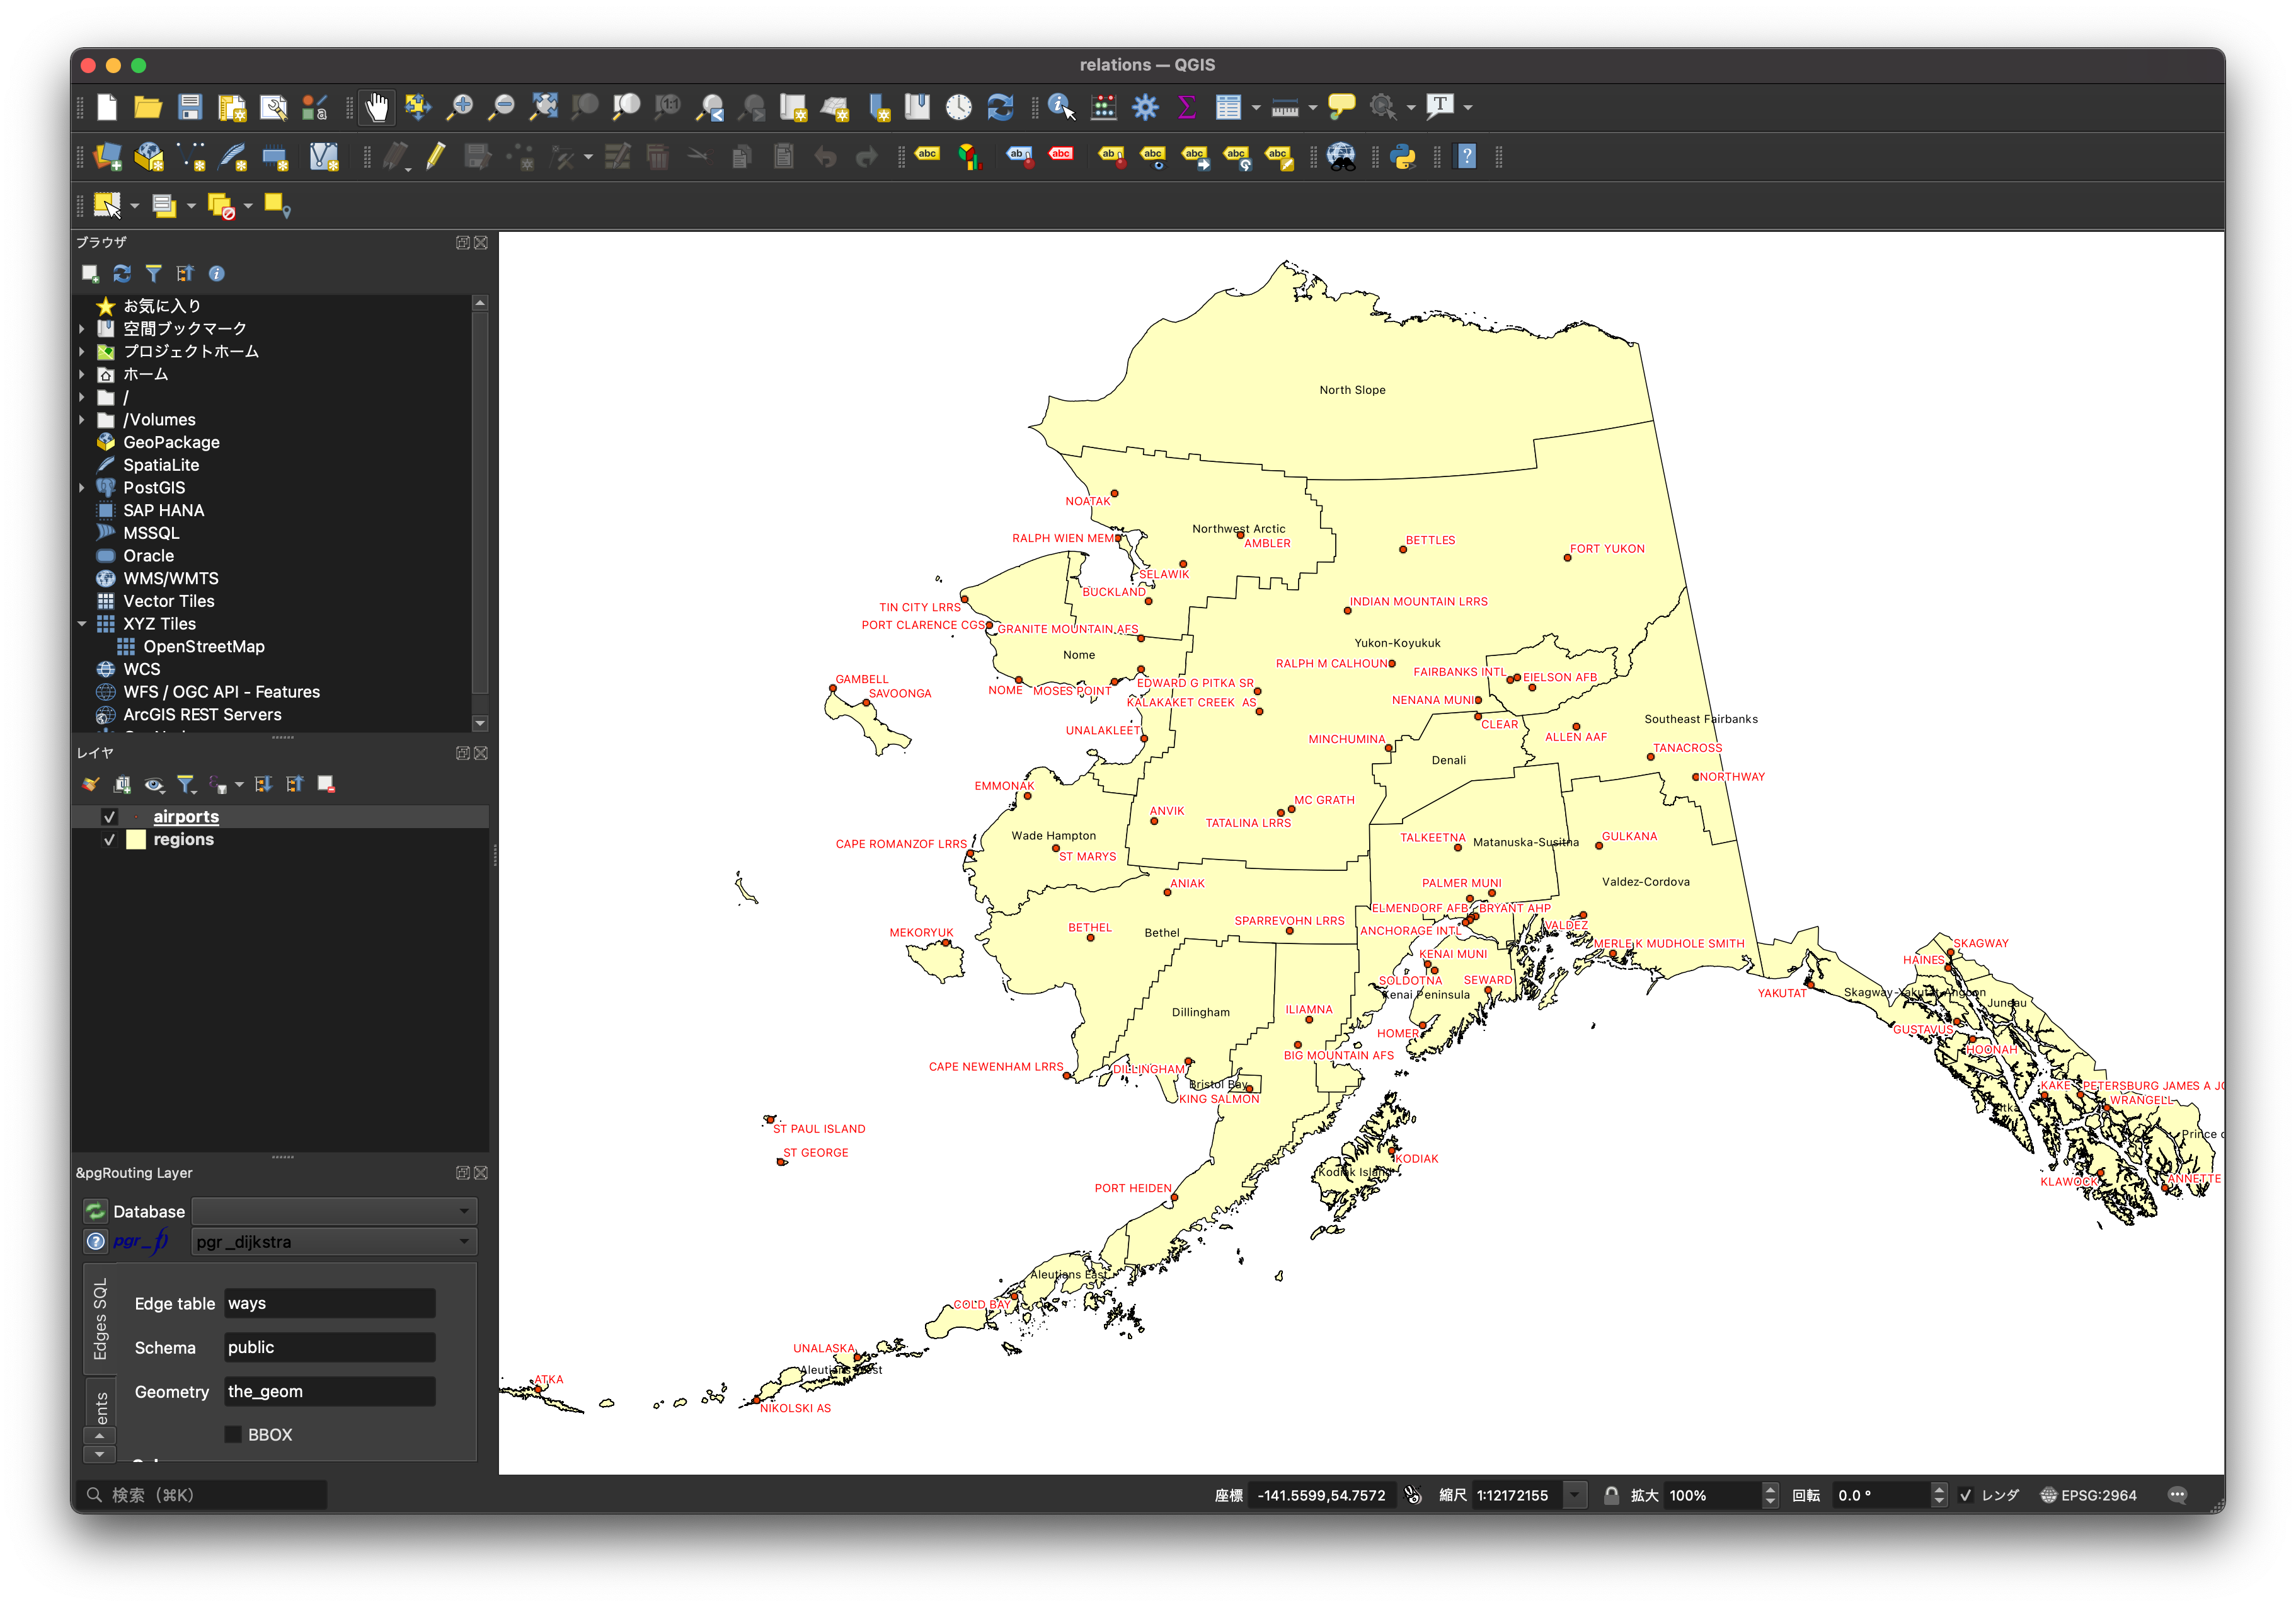 relations — QGIS
ブラウザ
お気に入り
空間ブックマーク
プロジェクトホーム
ホーム
/
/Volumes
GeoPackage
SpatiaLite
PostGIS
SAP HANA
MSSQL
Oracle
WMS/WMTS
Vector Tiles
XYZ Tiles
OpenStreetMap
WCS
WFS / OGC API - Features
ArcGIS REST Servers
レイヤ
airports
regions
&pgRouting Layer
Database
pgr_f)
pgr_dijkstra
Edges SQL
Edge table
ways
Schema
public
Geometry
the_geom
BBOX
ents
North Slope
NOATAK
Northwest Arctic
RALPH WIEN MEM
AMBLER
BETTLES
FORT YUKON
SELAWIK
BUCKLAND
TIN CITY LRRS
INDIAN MOUNTAIN LRRS
PORT CLARENCE CGS
GRANITE MOUNTAIN AFS
Yukon-Koyukuk
Nome
RALPH M CALHOUN
FAIRBANKS INTL
EIELSON AFB
GAMBELL
SAVOONGA
NOME
MOSES POINT
EDWARD G PITKA SR
KALAKAKET CREEK AS
NENANA MUNI
CLEAR
Southeast Fairbanks
UNALAKLEET
MINCHUMINA
ALLEN AAF
TANACROSS
Denali
NORTHWAY
EMMONAK
ANVIK
MC GRATH
TATALINA LRRS
Wade Hampton
TALKEETNA
Matanuska-Susitna
GULKANA
CAPE ROMANZOF LRRS
ST MARYS
ANIAK
PALMER MUNI
Valdez-Cordova
ELMENDORF AFB
BRYANT AHP
SPARREVOHN LRRS
ANCHORAGE INTL
VALDEZ
BETHEL
Bethel
MEKORYUK
KENAI MUNI
MERLE K MUDHOLE SMITH
SKAGWAY
HAINES
SOLDOTNA
SEWARD
Kenai Peninsula
YAKUTAT
Skagway-Yakutat-Angoon
Juneau
Dillingham
ILIAMNA
HOMER
GUSTAVUS
HOONAH
BIG MOUNTAIN AFS
CAPE NEWENHAM LRRS
DILLINGHAM
Bristol Bay
KING SALMON
KAKE
PETERSBURG JAMES A JO
WRANGELL
Sitka
ST PAUL ISLAND
Prince o
ST GEORGE
KODIAK
Kodiak Island
KLAWOCK
ANNETTE
PORT HEIDEN
Aleutians East
COLD BAY
UNALASKA
Aleutians West
ATKA
NIKOLSKI AS
検索 (⌘K)
座標 -141.5599,54.7572 縮尺 1:12172155 拡大 100% 回転 0.0 ° レンダ EPSG:2964